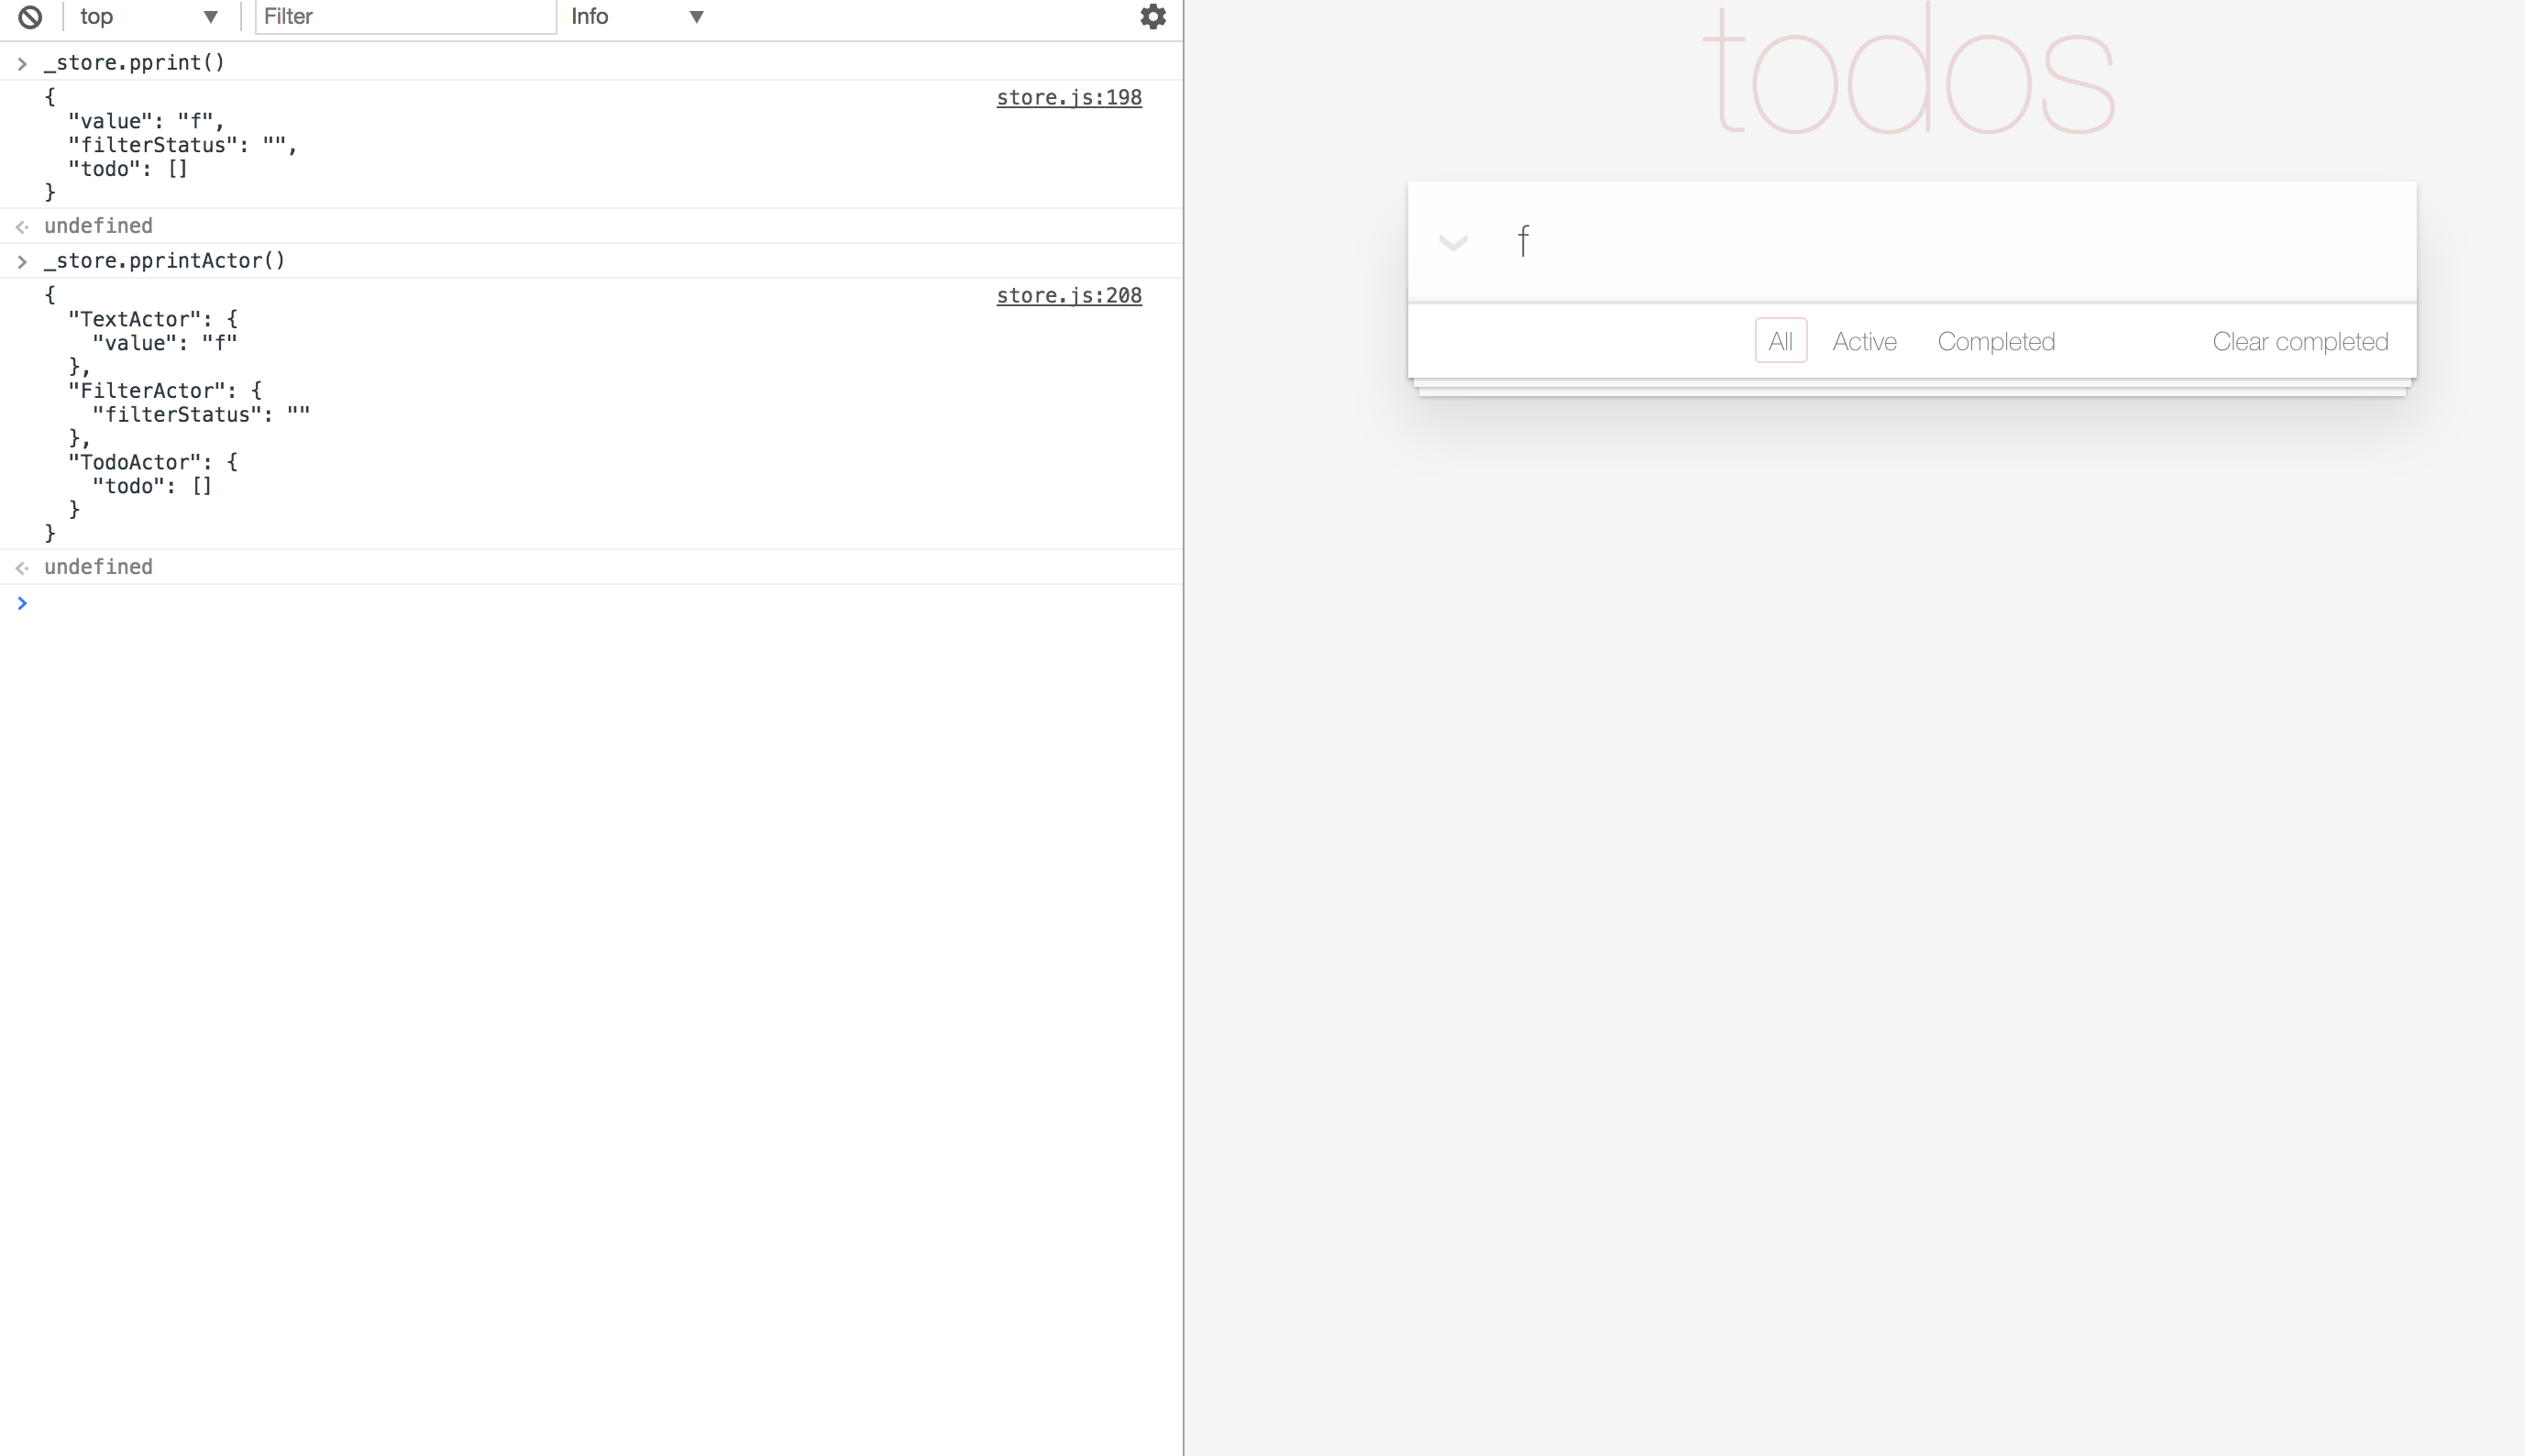 top Filter Info
_store.pprint()
{ store.js:198
  "value": "f",
  "filterStatus": "",
  "todo": []
}
undefined
_store.pprintActor()
{ store.js:208
  "TextActor": {
    "value": "f"
  },
  "FilterActor": {
    "filterStatus": ""
  },
  "TodoActor": {
    "todo": []
  }
}
undefined
todos
f
All Active Completed Clear completed